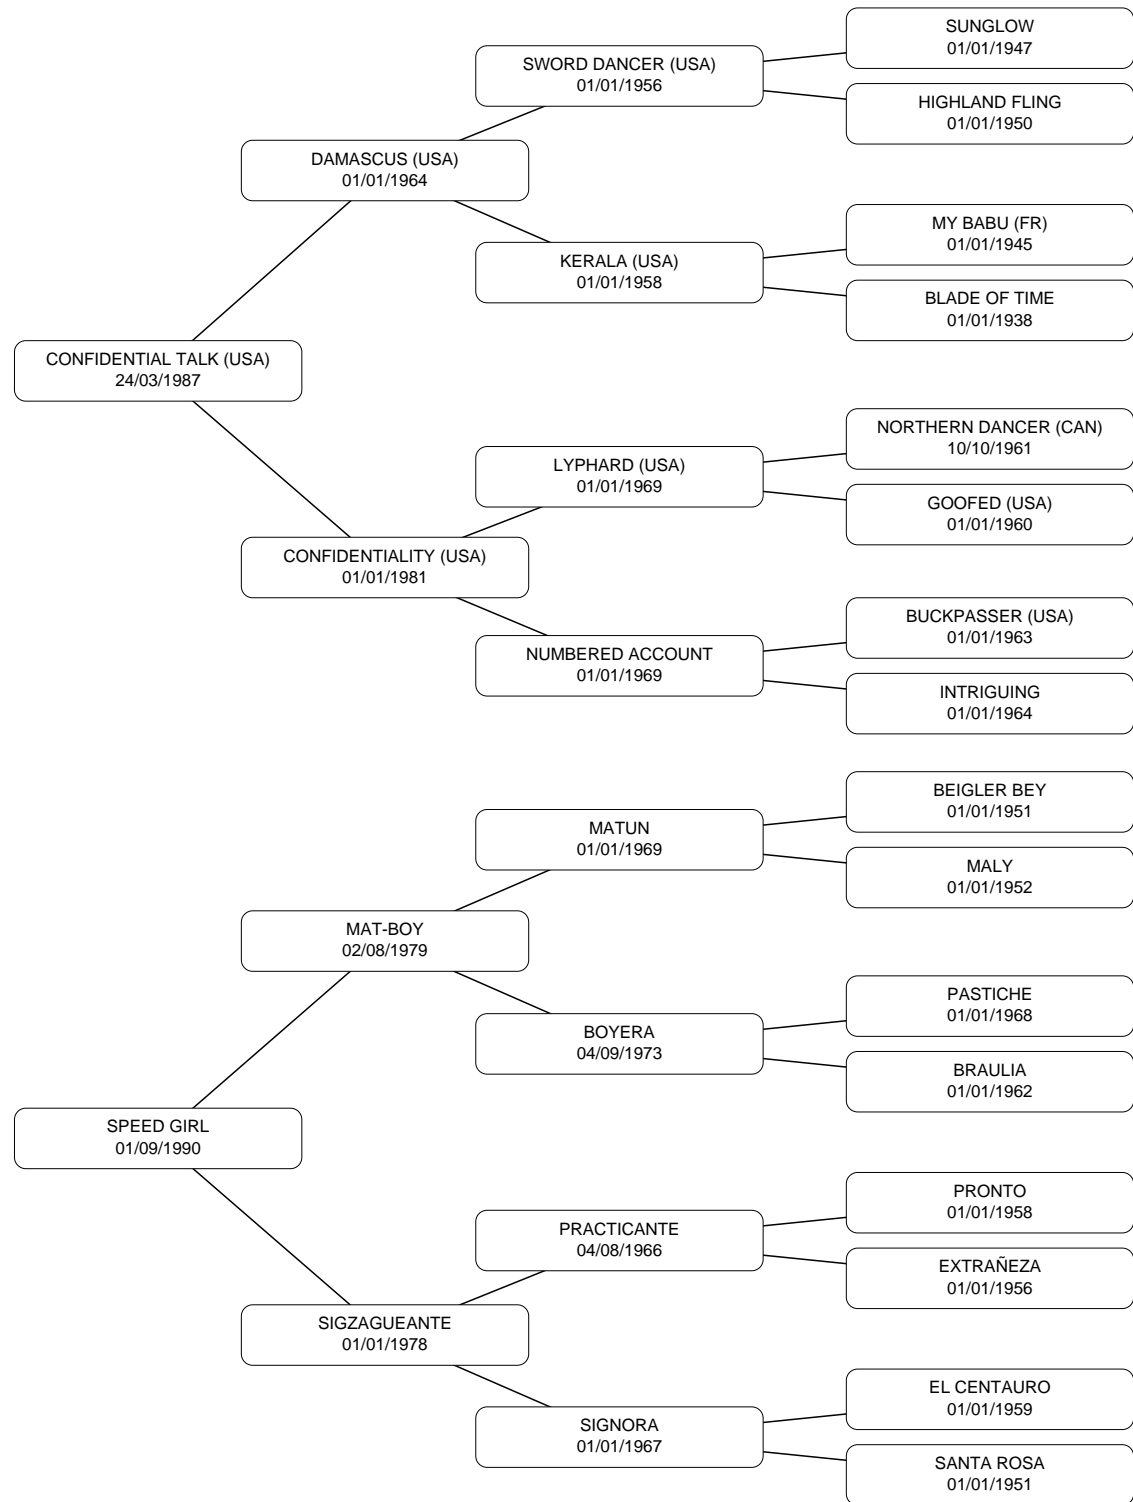 SUNGLOW
01/01/1947
SWORD DANCER (USA)
01/01/1956
HIGHLAND FLING
01/01/1950
DAMASCUS (USA)
01/01/1964
MY BABU (FR)
01/01/1945
KERALA (USA)
01/01/1958
BLADE OF TIME
01/01/1938
CONFIDENTIAL TALK (USA)
24/03/1987
NORTHERN DANCER (CAN)
10/10/1961
LYPHARD (USA)
01/01/1969
GOOFED (USA)
01/01/1960
CONFIDENTIALITY (USA)
01/01/1981
BUCKPASSER (USA)
01/01/1963
NUMBERED ACCOUNT
01/01/1969
INTRIGUING
01/01/1964
BEIGLER BEY
01/01/1951
MATUN
01/01/1969
MALY
01/01/1952
MAT-BOY
02/08/1979
PASTICHE
01/01/1968
BOYERA
04/09/1973
BRAULIA
01/01/1962
SPEED GIRL
01/09/1990
PRONTO
01/01/1958
PRACTICANTE
04/08/1966
EXTRAÑEZA
01/01/1956
SIGZAGUEANTE
01/01/1978
EL CENTAURO
01/01/1959
SIGNORA
01/01/1967
SANTA ROSA
01/01/1951